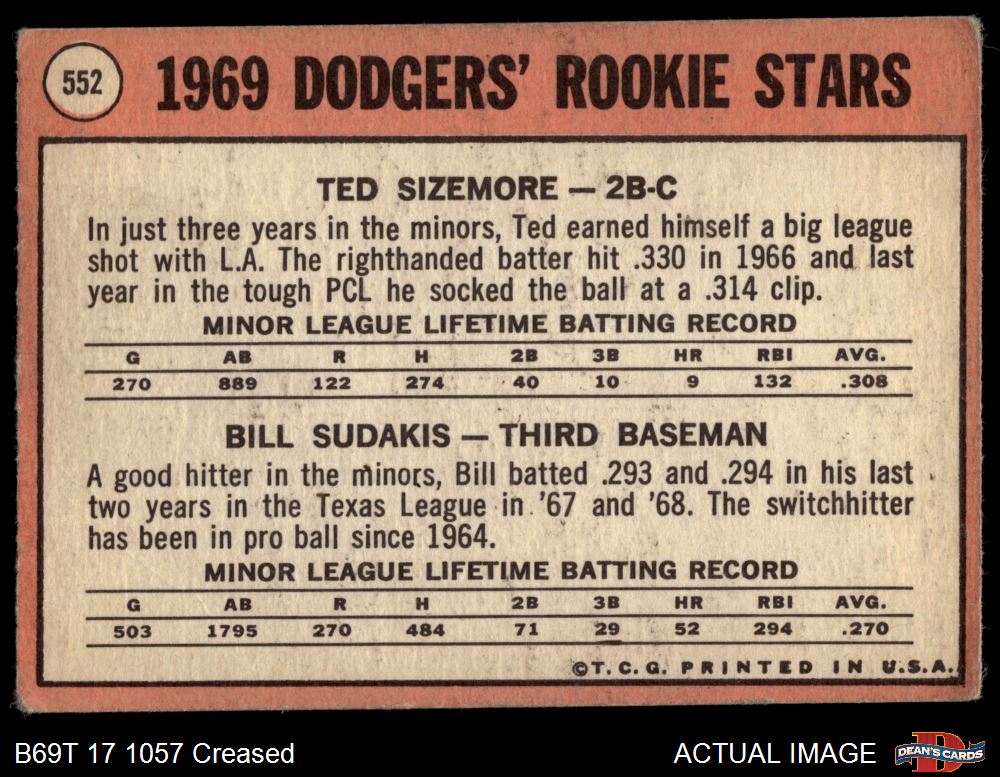 552
1969 DODGERS' ROOKIE STARS
TED SIZEMORE — 2B-C
In just three years in the minors, Ted earned himself a big league
shot with L.A. The righthanded batter hit .330 in 1966 and last
year in the tough PCL he socked the ball at a .314 clip.
MINOR LEAGUE LIFETIME BATTING RECORD
G AB R H 2B 3B HR RBI AVG.
270 889 122 274 40 10 9 132 .308
BILL SUDAKIS — THIRD BASEMAN
A good hitter in the minors, Bill batted .293 and .294 in his last
two years in the Texas League in '67 and '68. The switchhitter
has been in pro ball since 1964.
MINOR LEAGUE LIFETIME BATTING RECORD
G AB R H 2B 3B HR RBI AVG.
503 1795 270 484 71 29 52 294 .270
©T.C.G. PRINTED IN U.S.A.
B69T 17 1057 Creased
ACTUAL IMAGE
DEAN'S CARDS